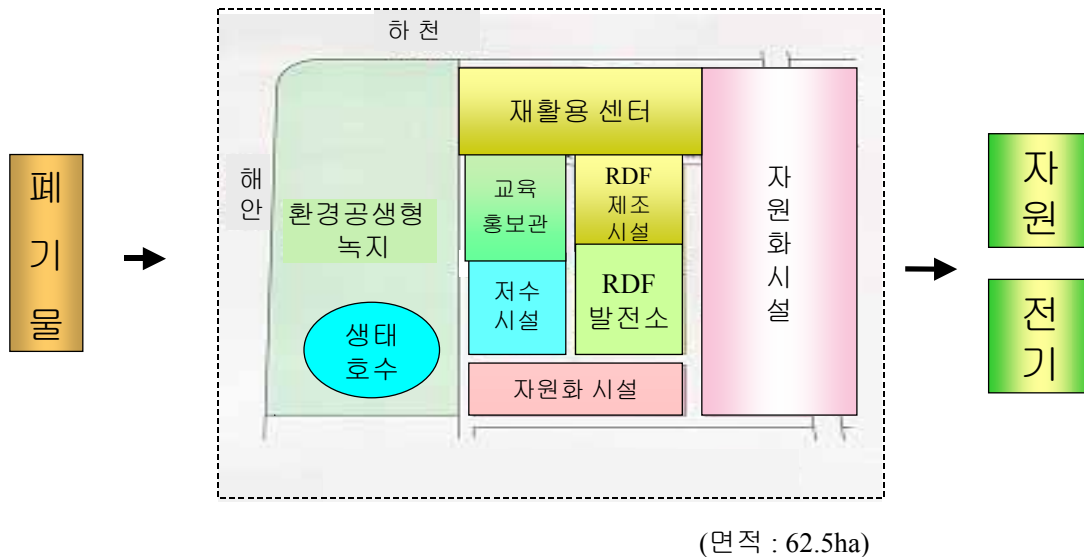 하 천
해
안
폐
기
물
환경공생형
녹지
생태
호수
재활용 센터
교육
홍보관
RDF
제조
시설
저수
시설
RDF
발전소
자원화 시설
자
원
화
시
설
자
원
전
기
(면적 : 62.5ha)